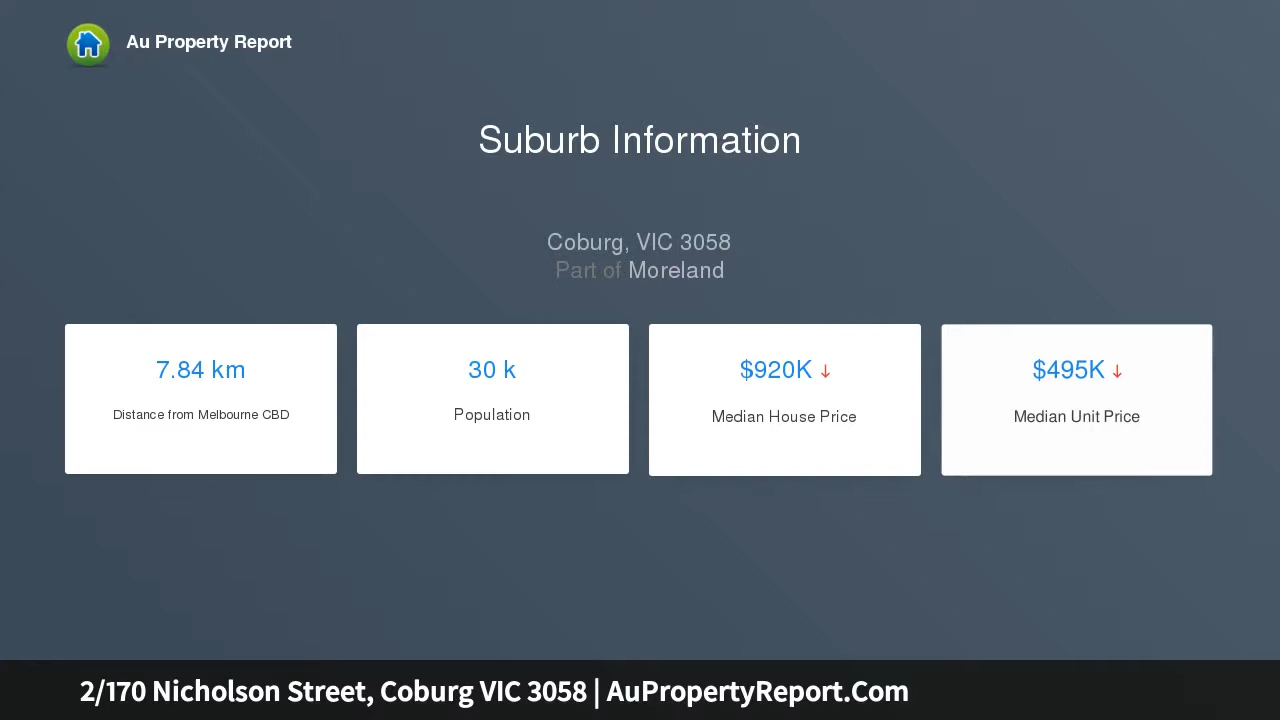 Au Property Report
Suburb Information
Coburg, VIC 3058
Part of Moreland
7.84 km
Distance from Melbourne CBD
30 k
Population
$920K ↓
Median House Price
$495K ↓
Median Unit Price
2/170 Nicholson Street, Coburg VIC 3058 | AuPropertyReport.Com